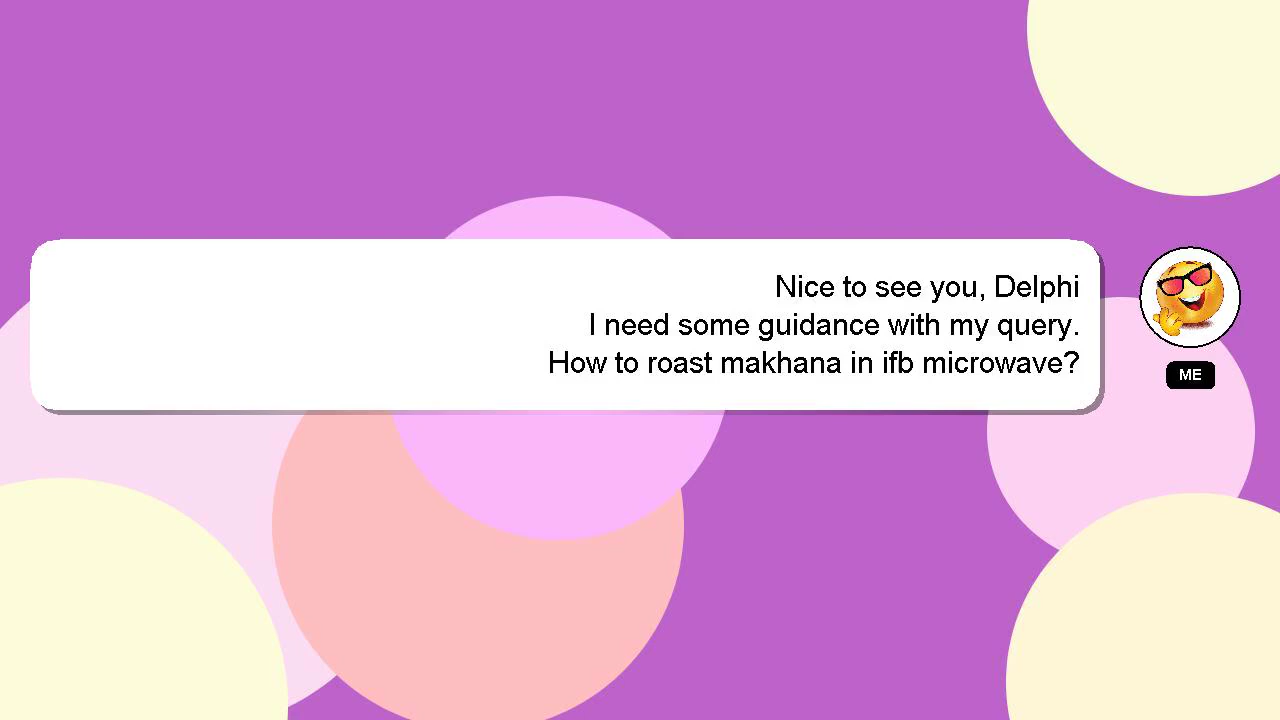 Nice to see you, Delphi
I need some guidance with my query.
How to roast makhana in ifb microwave?
ME